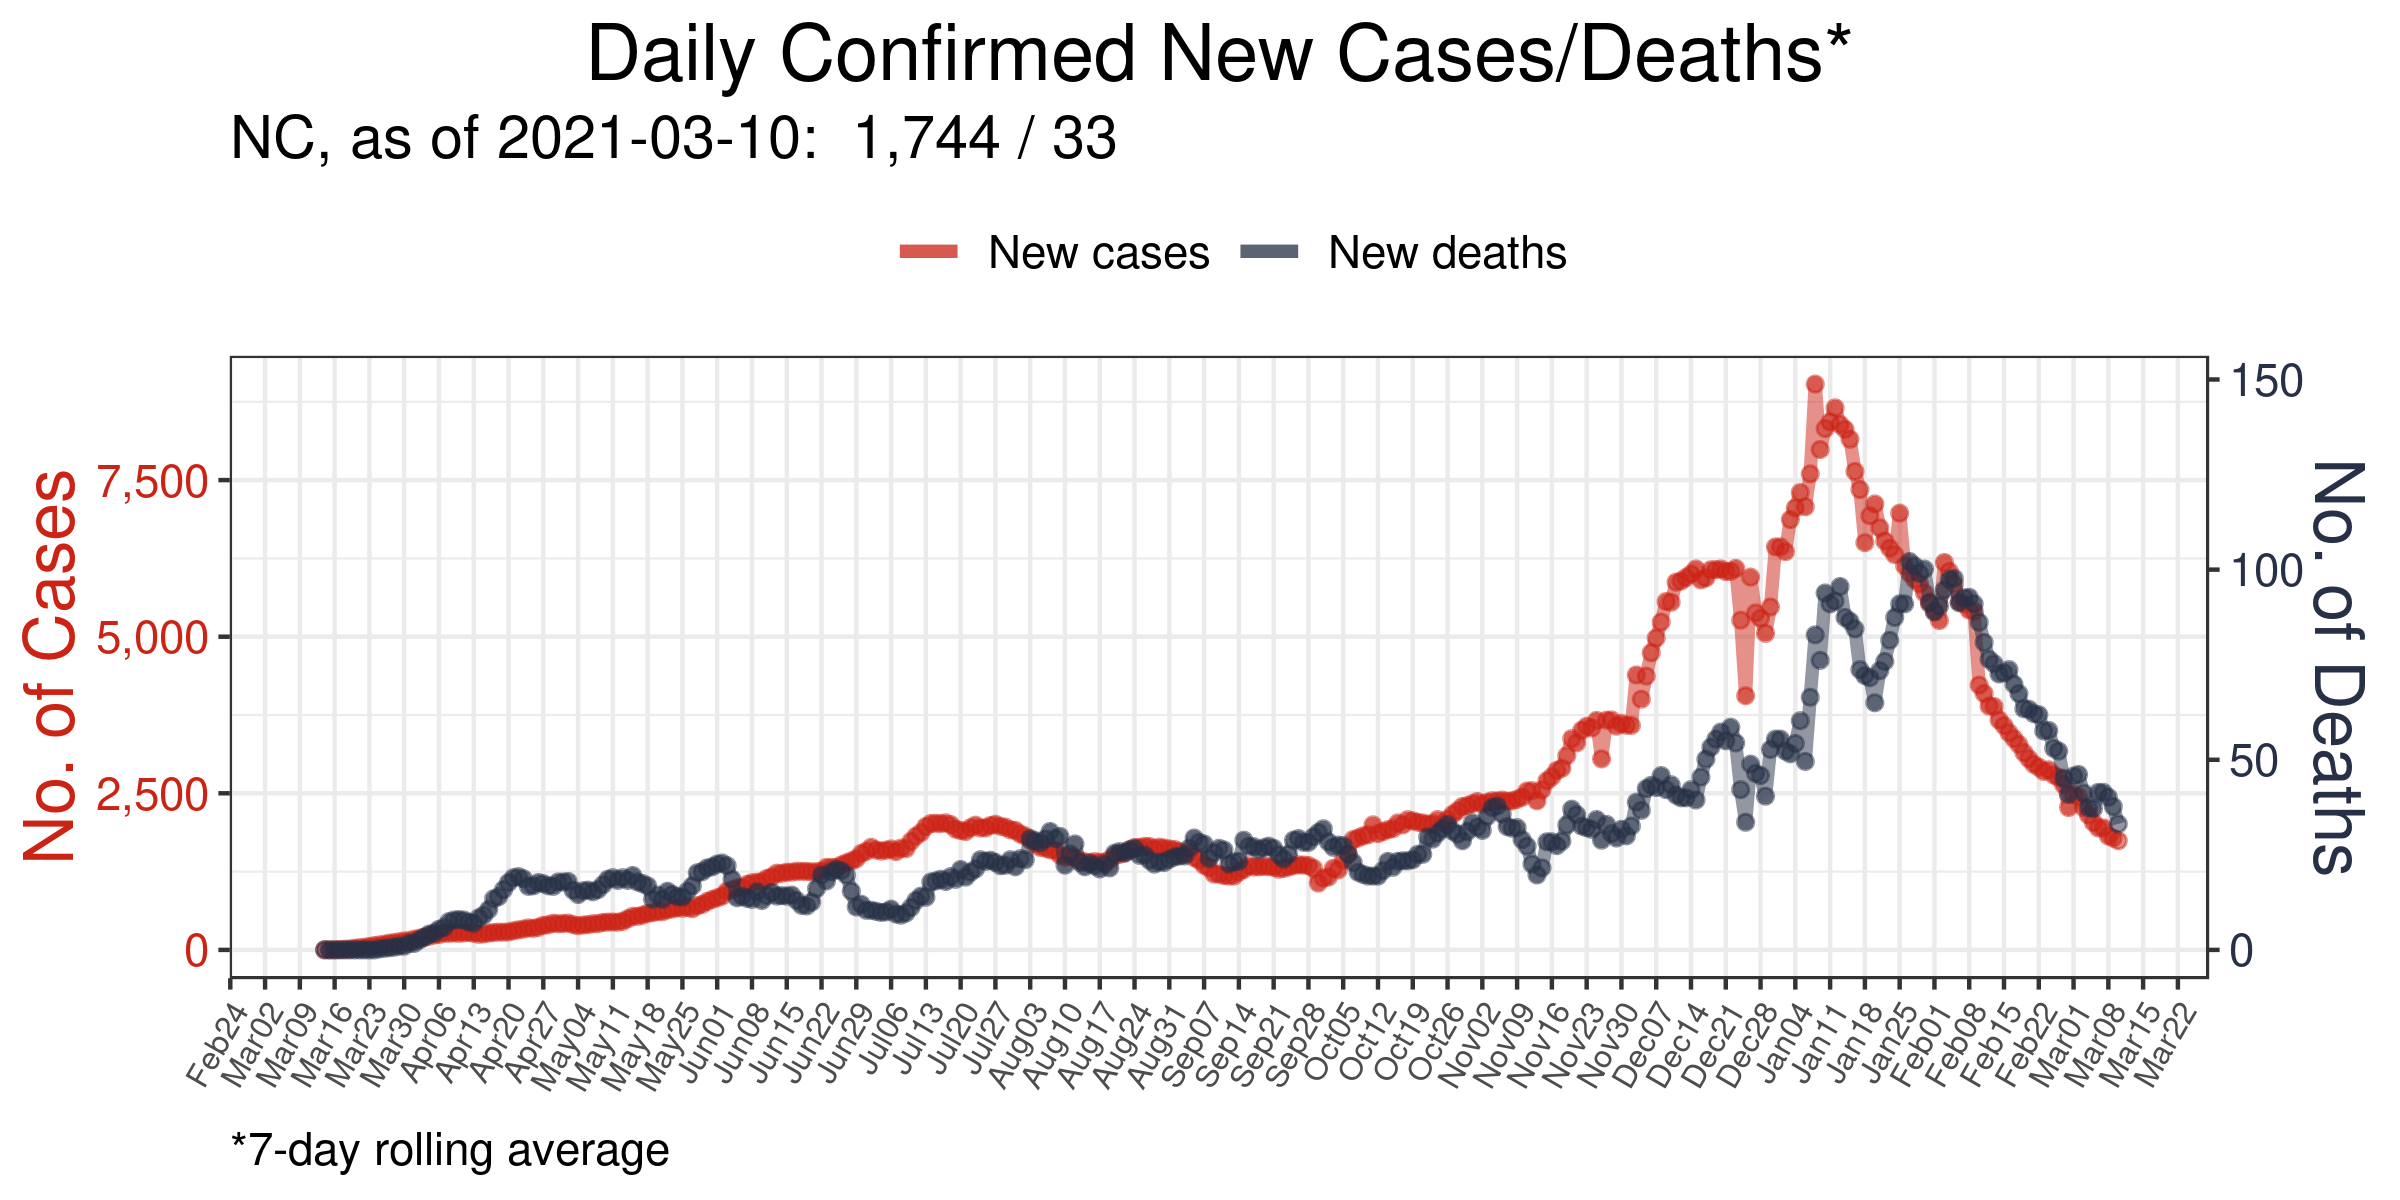 Daily Confirmed New Cases/Deaths*
NC, as of 2021-03-10:  1,744 / 33
New cases New deaths
No. of Cases
7,500
5,000
2,500
0
150
100
50
0
No. of Deaths
Feb24 Mar02 Mar09 Mar16 Mar23 Mar30 Apr06 Apr13 Apr20 Apr27 May04 May11 May18 May25 Jun01 Jun08 Jun15 Jun22 Jun29 Jul06 Jul13 Jul20 Jul27 Aug03 Aug10 Aug17 Aug24 Aug31 Sep07 Sep14 Sep21 Sep28 Oct05 Oct12 Oct19 Oct26 Nov02 Nov09 Nov16 Nov23 Nov30 Dec07 Dec14 Dec21 Dec28 Jan04 Jan11 Jan18 Jan25 Feb01 Feb08 Feb15 Feb22 Mar01 Mar08 Mar15 Mar22
*7-day rolling average